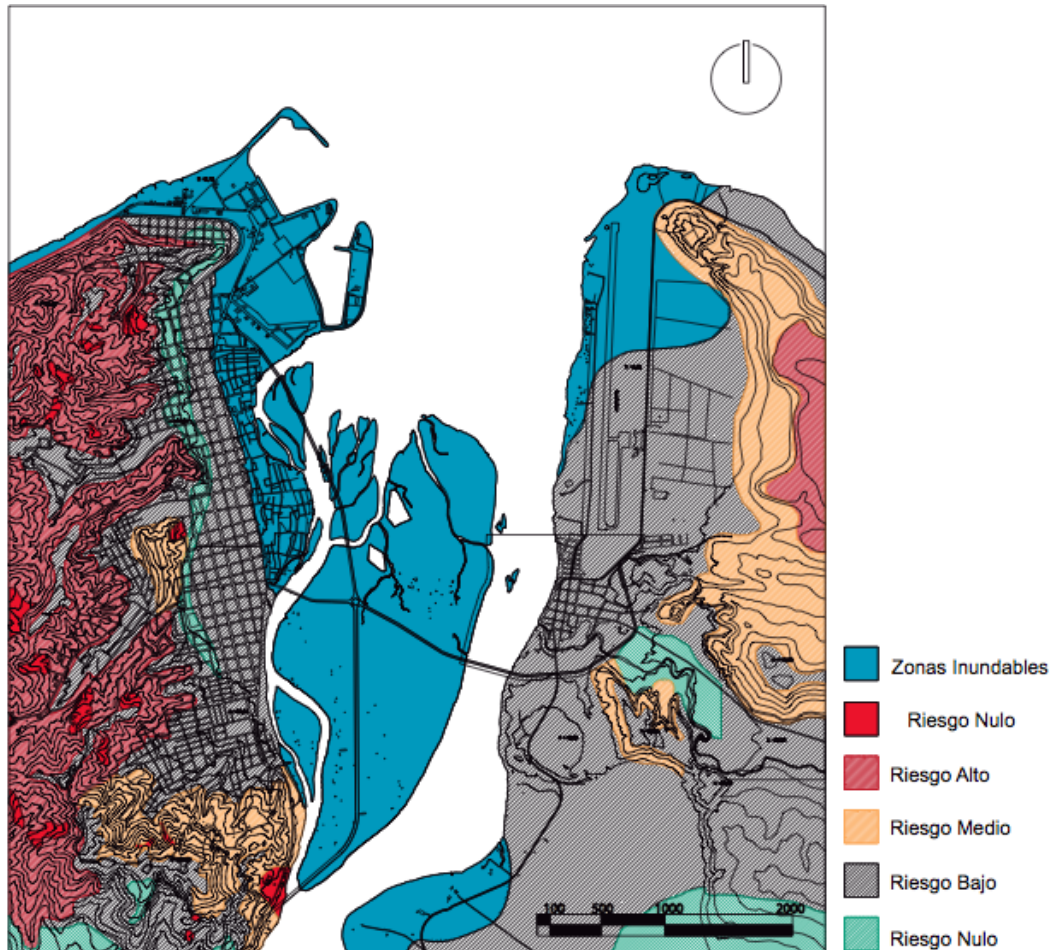 Zonas Inundables
Riesgo Nulo
Riesgo Alto
Riesgo Medio
Riesgo Bajo
Riesgo Nulo
100 500 1000 2000